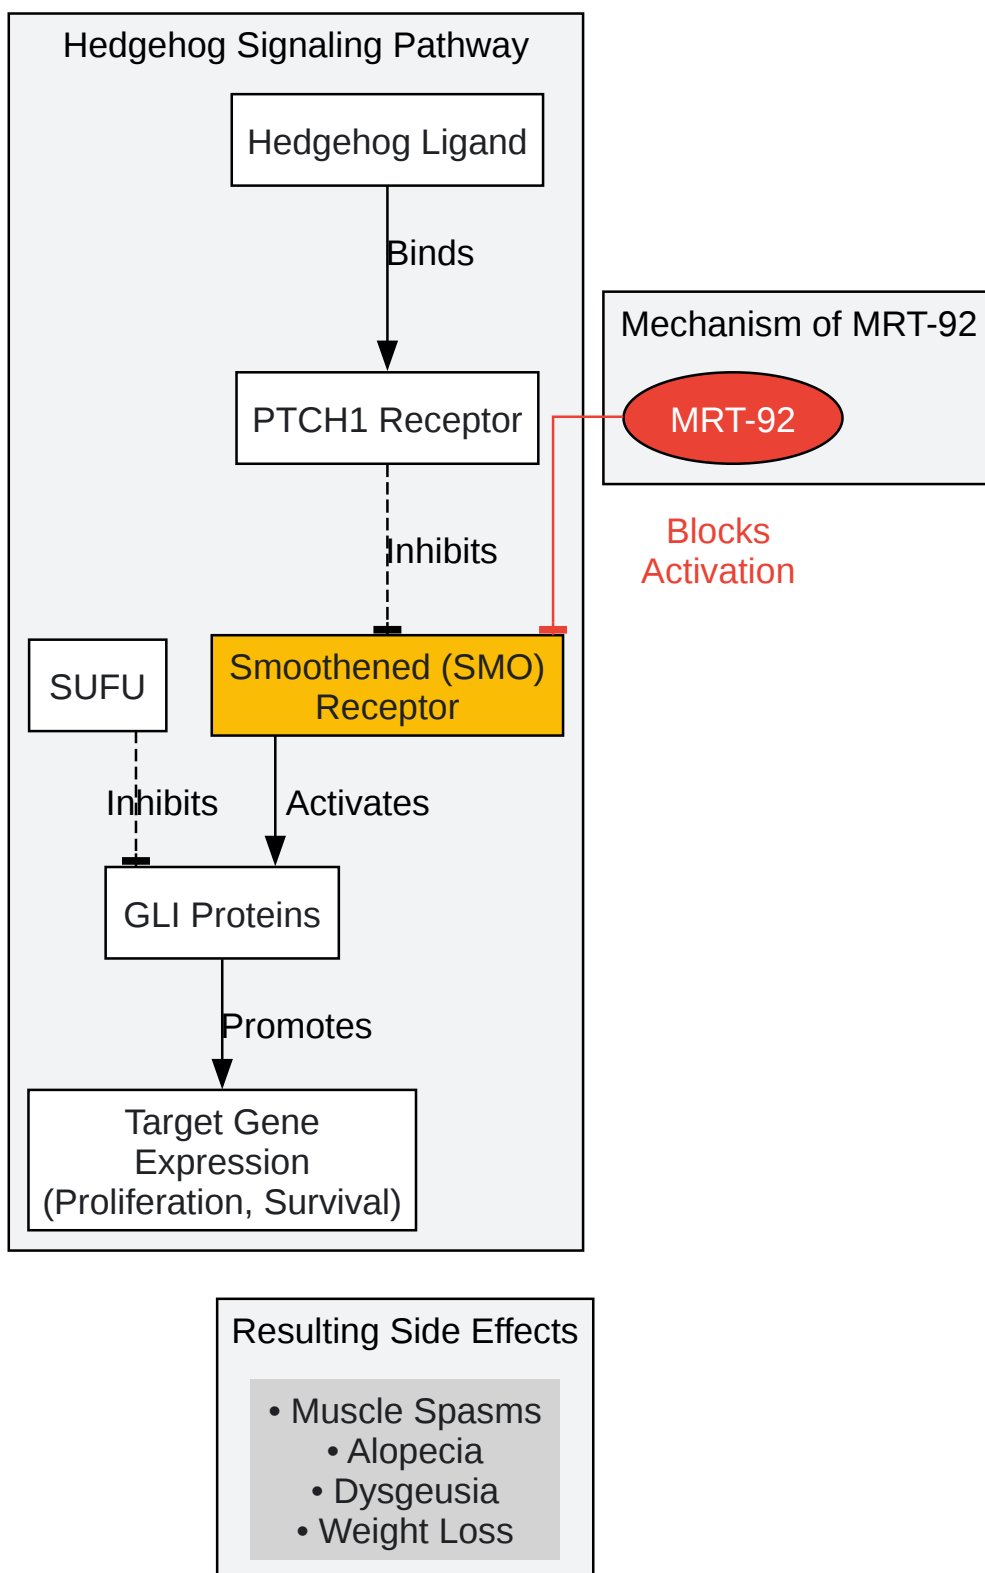 Hedgehog Signaling Pathway
Hedgehog Ligand
Binds
Mechanism of MRT-92
PTCH1 Receptor
MRT-92
Inhibits
Blocks
Activation
SUFU
Smoothened (SMO)
Receptor
Inhibits
Activates
GLI Proteins
Promotes
Target Gene
Expression
(Proliferation, Survival)
Resulting Side Effects
• Muscle Spasms
• Alopecia
• Dysgeusia
• Weight Loss